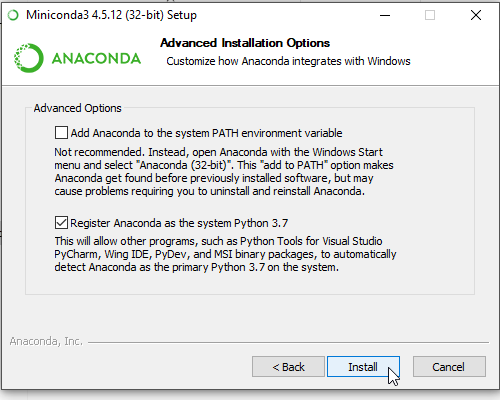 Miniconda3 4.5.12 (32-bit) Setup
ANACONDA
Advanced Installation Options
Customize how Anaconda integrates with Windows
Advanced Options
Add Anaconda to the system PATH environment variable
Not recommended. Instead, open Anaconda with the Windows Start
menu and select "Anaconda (32-bit)". This "add to PATH" option makes
Anaconda get found before previously installed software, but may
cause problems requiring you to uninstall and reinstall Anaconda.
Register Anaconda as the system Python 3.7
This will allow other programs, such as Python Tools for Visual Studio
PyCharm, Wing IDE, PyDev, and MSI binary packages, to automatically
detect Anaconda as the primary Python 3.7 on the system.
Anaconda, Inc.
< Back
Install
Cancel